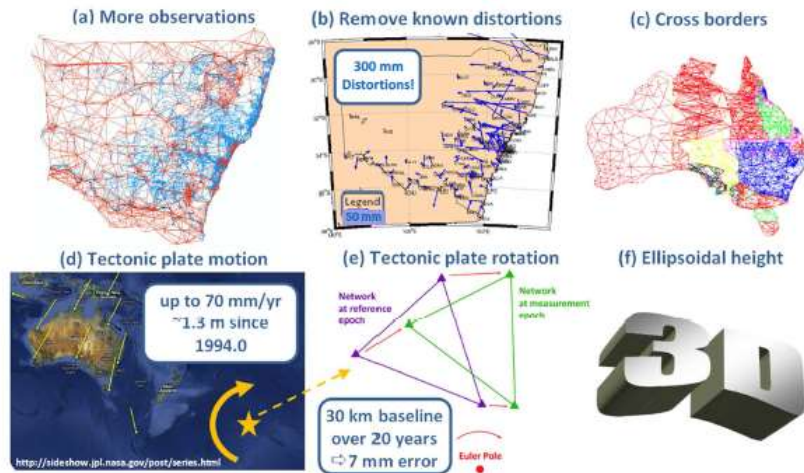 (a) More observations
(b) Remove known distortions
(c) Cross borders
300 mm
Distortions!
Legend
50 mm
(d) Tectonic plate motion
(e) Tectonic plate rotation
(f) Ellipsoidal height
up to 70 mm/yr
~1.3 m since
1994.0
http://sideshow.jpl.nasa.gov/post/series.html
Network
at reference
epoch
Network
at measurement
epoch
30 km baseline
over 20 years
⇨7 mm error
Euler Pole
3D